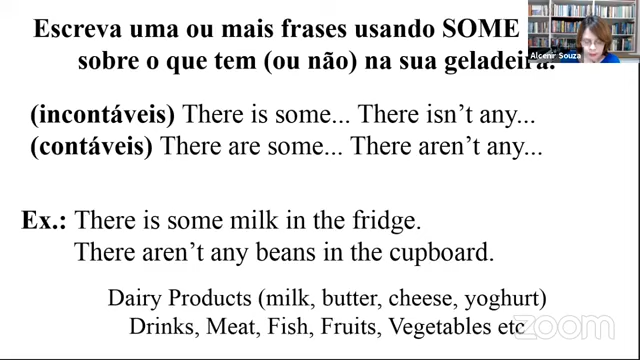 Escreva uma ou mais frases usando SOME
sobre o que tem (ou não) na sua geladeira.
Alcenir Souza
(incontáveis) There is some... There isn't any...
(contáveis) There are some... There aren't any...
Ex.: There is some milk in the fridge.
There aren't any beans in the cupboard.
Dairy Products (milk, butter, cheese, yoghurt)
Drinks, Meat, Fish, Fruits, Vegetables etc
zoom